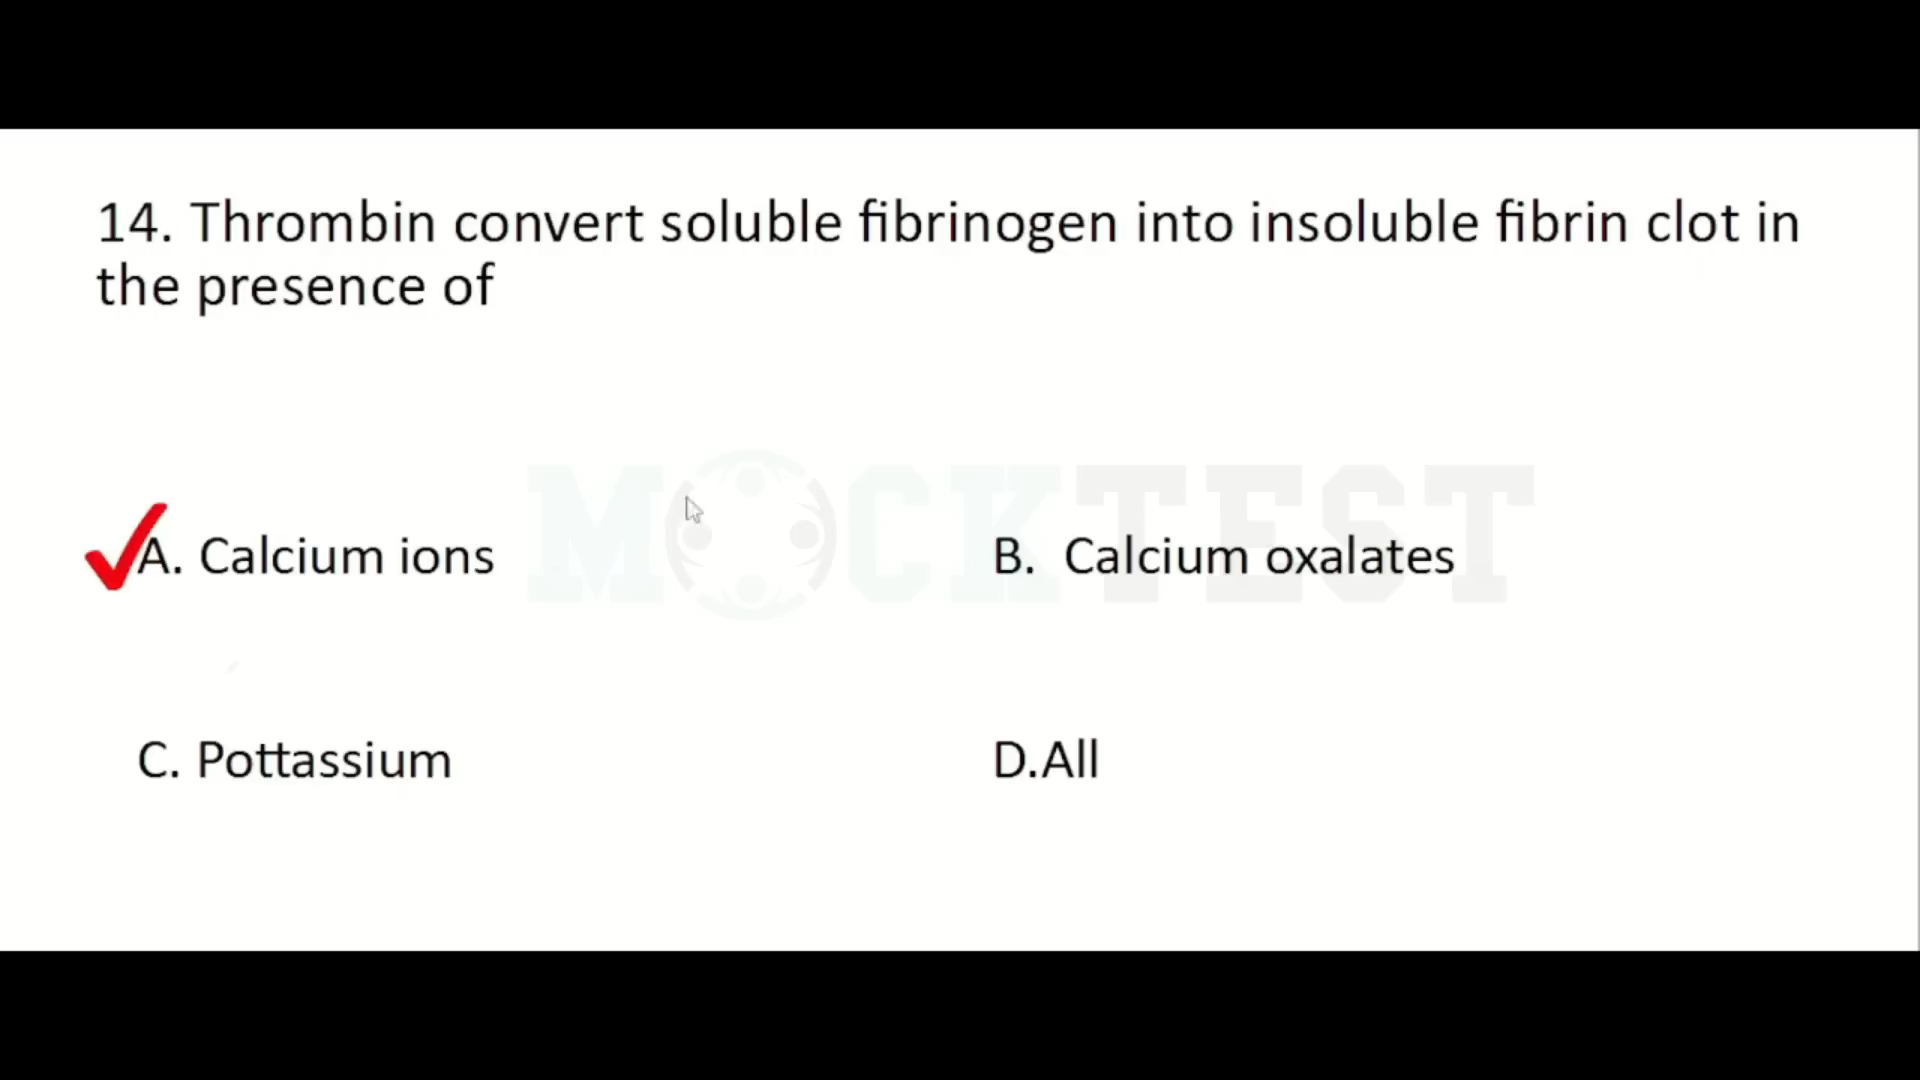 14. Thrombin convert soluble fibrinogen into insoluble fibrin clot in
the presence of
MOCKTEST
A. Calcium ions
B. Calcium oxalates
C. Pottassium
D.All